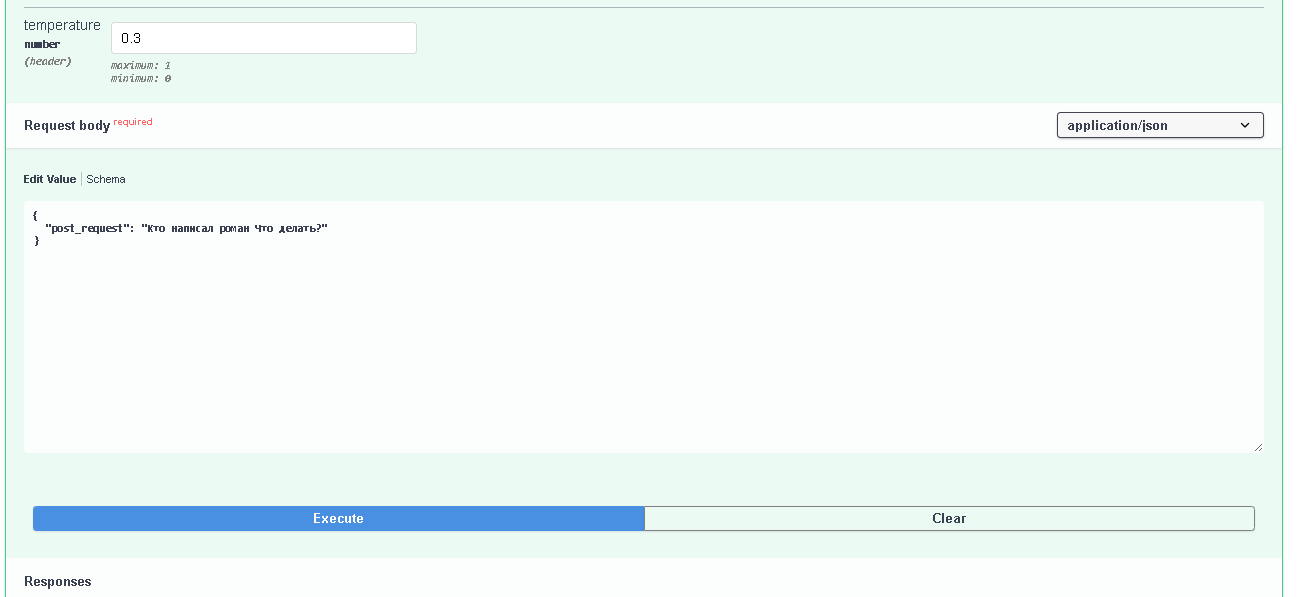 temperature
number
(header)
0.3
maximum: 1
minimum: 0
Request body required
application/json
Edit Value | Schema
{
"post_request": "Кто написал роман Что делать?"
}
Execute
Clear
Responses